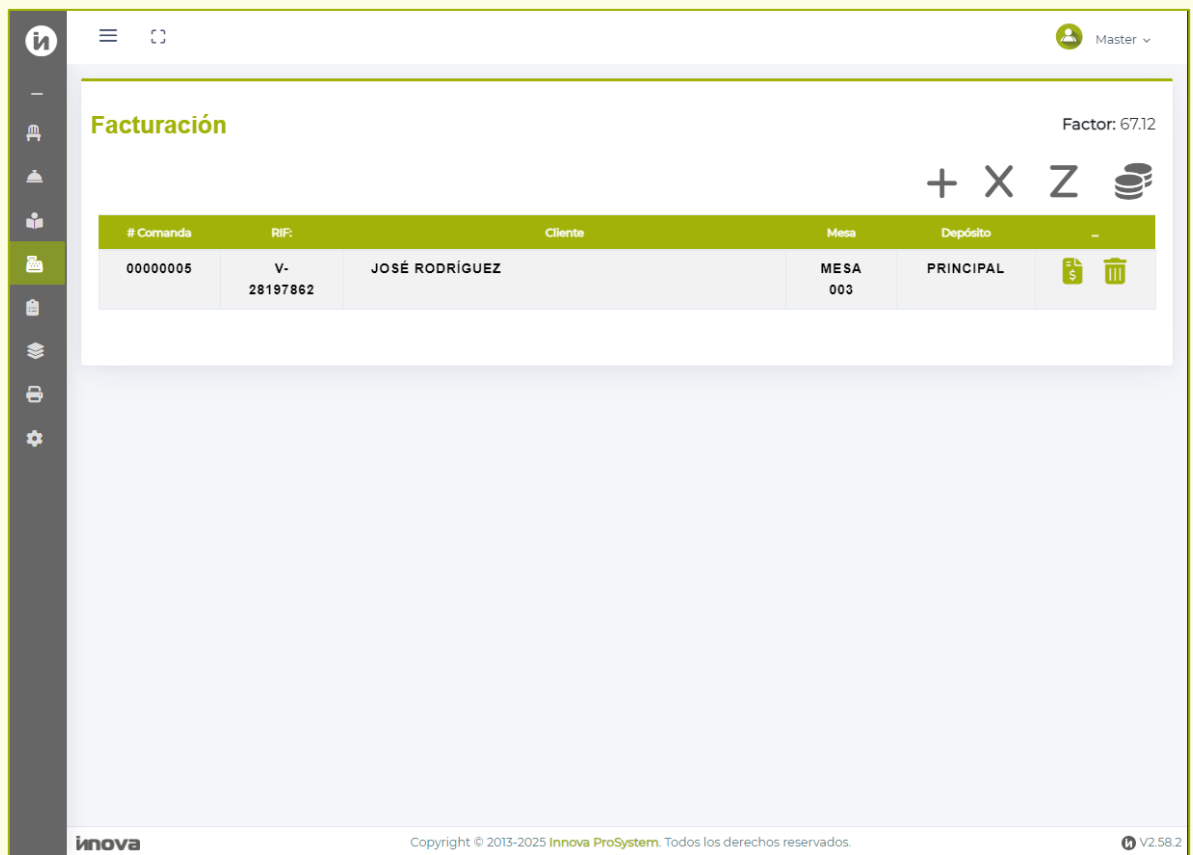 Master
Facturación
Factor: 67.12
+ X Z
# Comanda RIF: Cliente Mesa Depósito ...
00000005 V-28197862 JOSÉ RODRÍGUEZ MESA 003 PRINCIPAL
innova Copyright © 2013-2025 Innova ProSystem. Todos los derechos reservados. V2.58.2